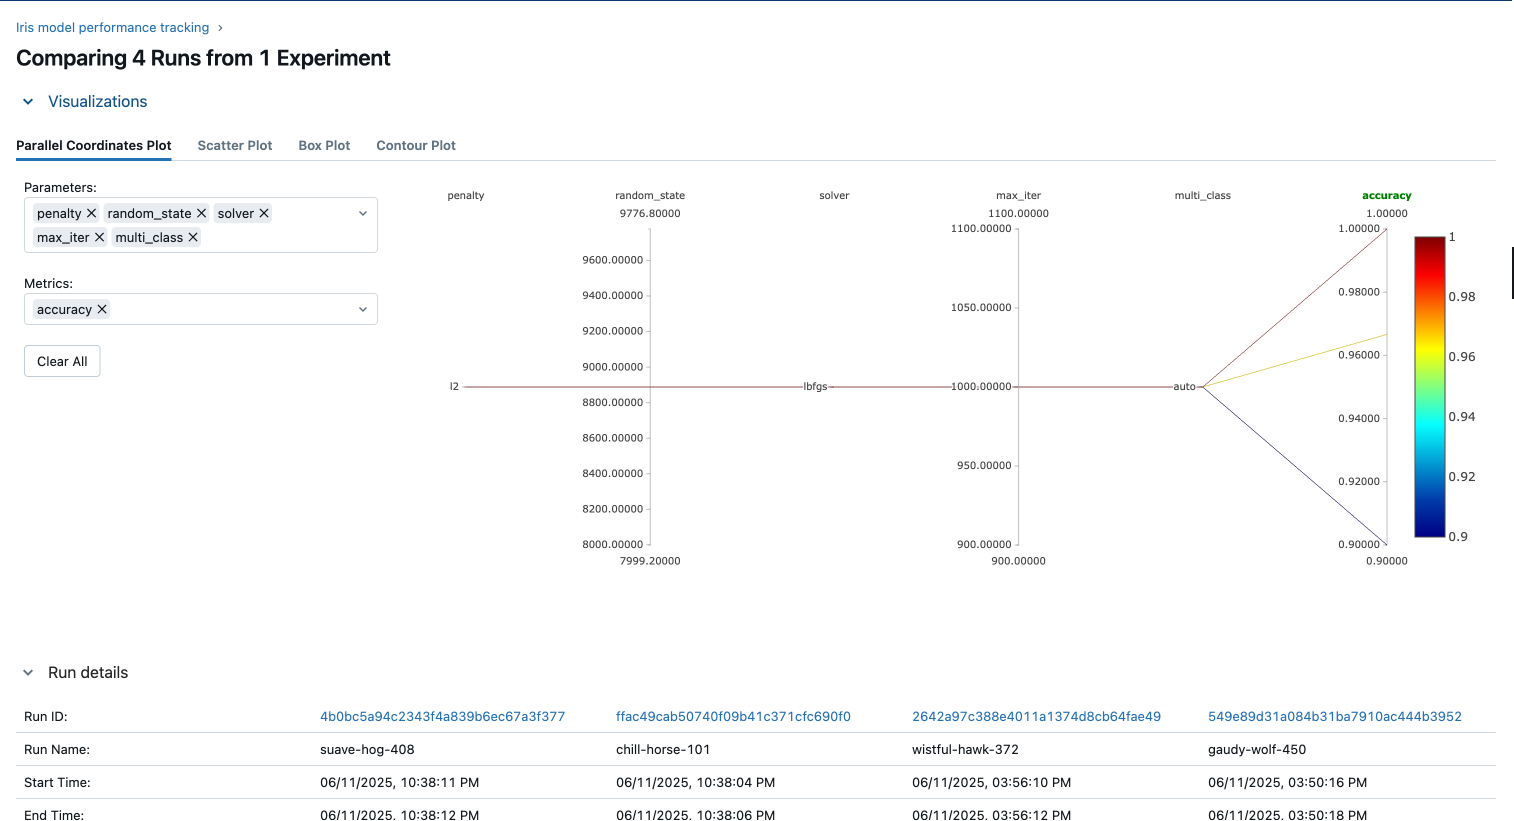 Iris model performance tracking ›
Comparing 4 Runs from 1 Experiment
Visualizations
Parallel Coordinates Plot Scatter Plot Box Plot Contour Plot
Parameters:
penalty ✕ random_state ✕ solver ✕
max_iter ✕ multi_class ✕
Metrics:
accuracy ✕
Clear All
penalty random_state solver max_iter multi_class accuracy
9776.80000 1100.00000 1.00000
l2
9600.00000
9400.00000
9200.00000
9000.00000
8800.00000
8600.00000
8400.00000
8200.00000
8000.00000
7999.20000
lbfgs
1100.00000
1050.00000
1000.00000
950.00000
900.00000
900.00000
auto
1.00000
0.98000
0.96000
0.94000
0.92000
0.90000
0.90000
1
0.98
0.96
0.94
0.92
0.9
Run details
Run ID: 4b0bc5a94c2343f4a839b6ec67a3f377 ffac49cab50740f09b41c371cfc690f0 2642a97c388e4011a1374d8cb64fae49 549e89d31a084b31ba7910ac444b3952
Run Name: suave-hog-408 chill-horse-101 wistful-hawk-372 gaudy-wolf-450
Start Time: 06/11/2025, 10:38:11 PM 06/11/2025, 10:38:04 PM 06/11/2025, 03:56:10 PM 06/11/2025, 03:50:16 PM
End Time: 06/11/2025, 10:38:12 PM 06/11/2025, 10:38:06 PM 06/11/2025, 03:56:12 PM 06/11/2025, 03:50:18 PM